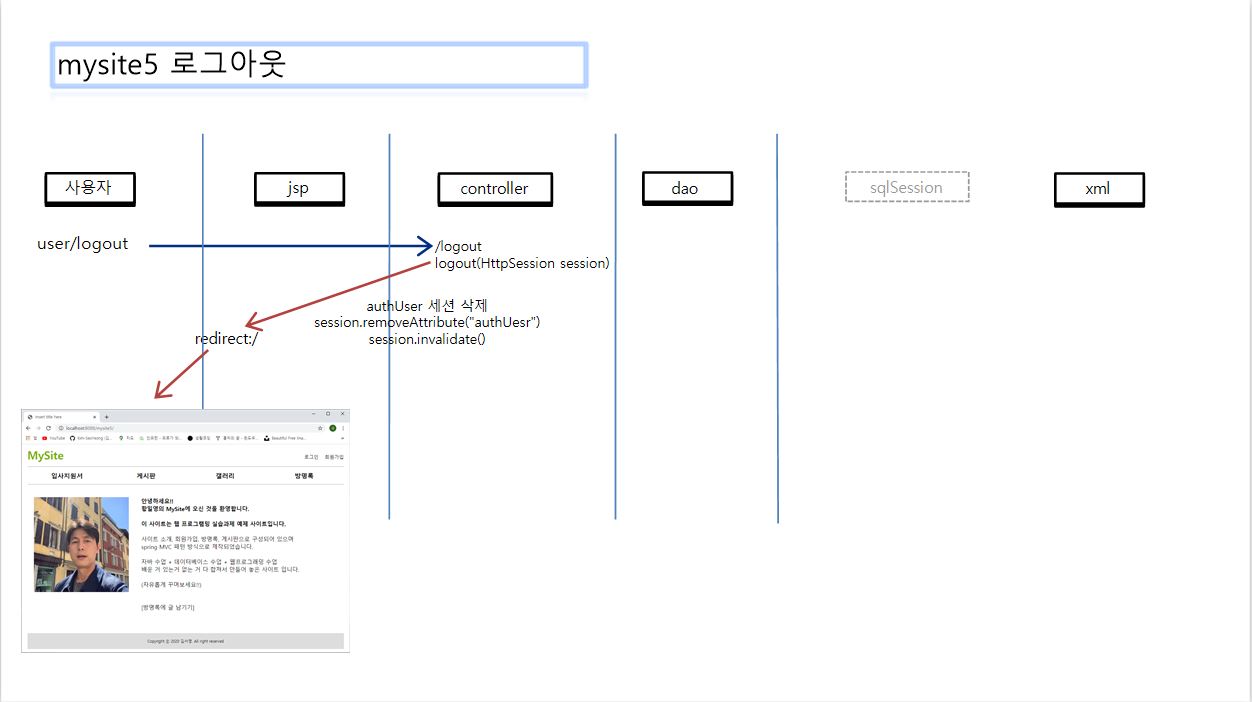 mysite5 로그아웃
사용자
jsp
controller
dao
sqlSession
xml
user/logout
/logout
logout(HttpSession session)
authUser 세션 삭제
session.removeAttribute("authUesr")
session.invalidate()
redirect:/
Insert title here
localhost:8088/mysite5/
YouTube
지도
생활코딩
Beautiful Free Ima...
MySite
로그인 회원가입
입사지원서 게시판 갤러리 방명록
안녕하세요!!
황일영의 MySite에 오신 것을 환영합니다.
이 사이트는 웹 프로그램밍 실습과제 예제 사이트입니다.
사이트 소개, 회원가입, 방명록, 게시판으로 구성되어 있으며
spring-MVC 패턴 방식으로 제작되었습니다.
자바 수업 + 데이터베이스 수업 + 웹프로그래밍 수업
배운 거 있는거 없는 거 다 합쳐서 만들어 놓은 사이트 입니다.
(자유롭게 꾸며보세요!!)
(방명록에 글 남기기)
Copyright ⓒ 2020 All right reserved